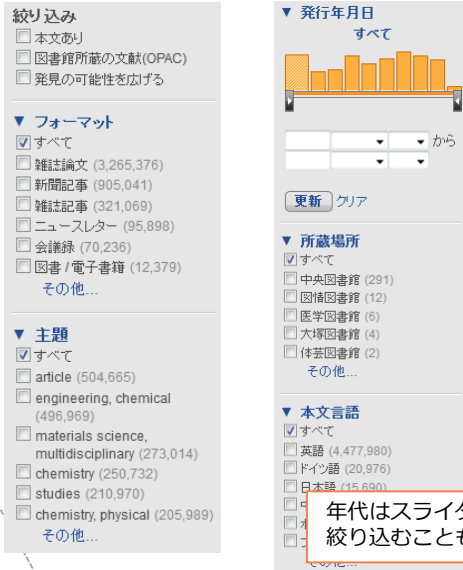 絞り込み
本文あり
図書館所蔵の文献(OPAC)
発見の可能性を広げる
▼ フォーマット
すべて
雑誌論文 (3,265,376)
新聞記事 (905,041)
雑誌記事 (321,069)
ニュースレター (95,898)
会議録 (70,236)
図書 / 電子書籍 (12,379)
その他...
▼ 主題
すべて
article (504,665)
engineering, chemical
(496,969)
materials science,
multidisciplinary (273,014)
chemistry (250,732)
studies (210,970)
chemistry, physical (205,989)
その他...
▼ 発行年月日
すべて
から
更新 クリア
▼ 所蔵場所
すべて
中央図書館 (291)
図情図書館 (12)
医学図書館 (6)
大塚図書館 (4)
体芸図書館 (2)
その他...
▼ 本文言語
すべて
英語 (4,477,980)
ドイツ語 (20,976)
日本語 (15,690)
年代はスライダ
絞り込むことも
その他...